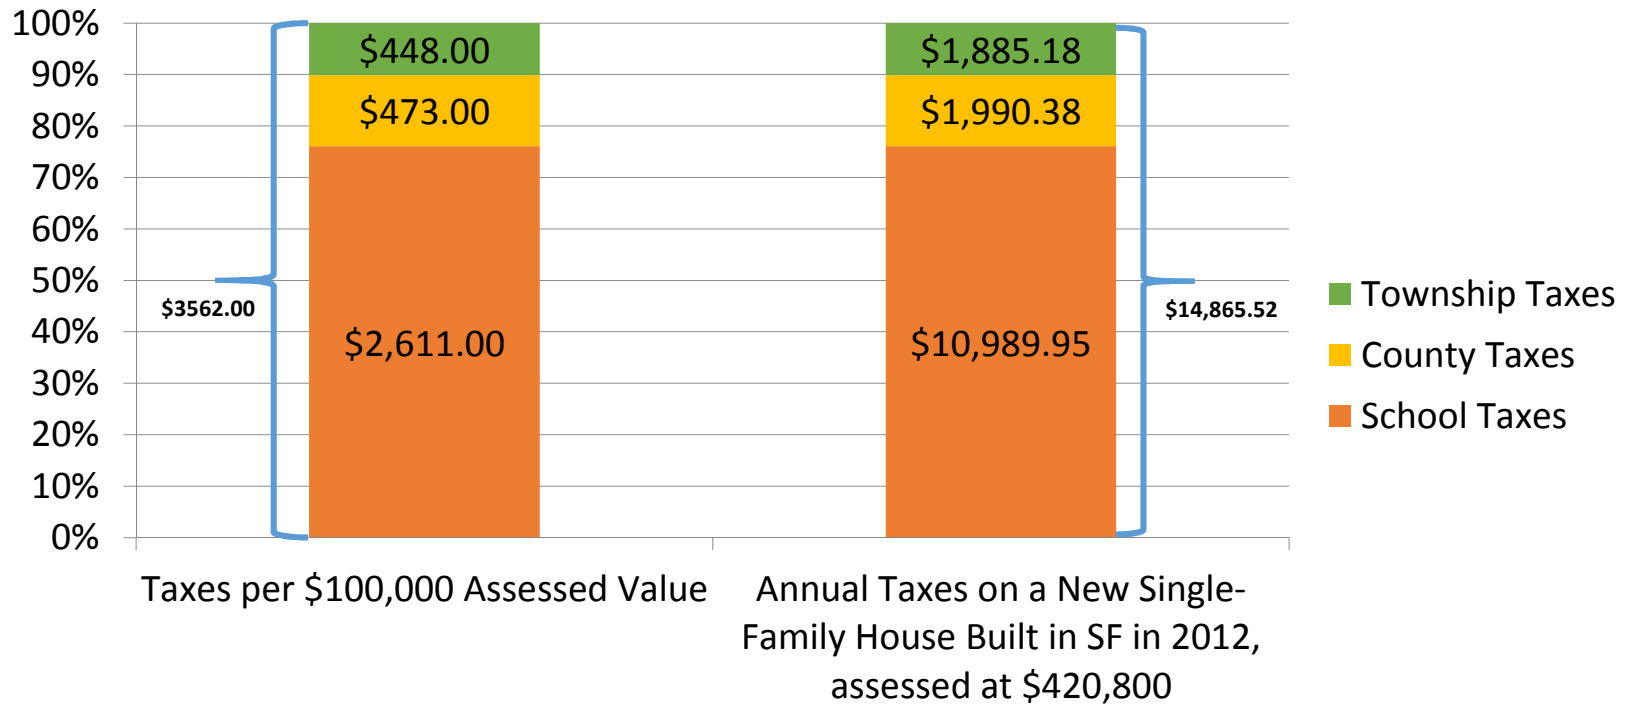 100%
90%
80%
70%
60%
50%
40%
30%
20%
10%
0%
$448.00
$473.00
$2,611.00
$3562.00
$1,885.18
$1,990.38
$10,989.95
$14,865.52
Taxes per $100,000 Assessed Value
Annual Taxes on a New Single-
Family House Built in SF in 2012,
assessed at $420,800
Township Taxes
County Taxes
School Taxes